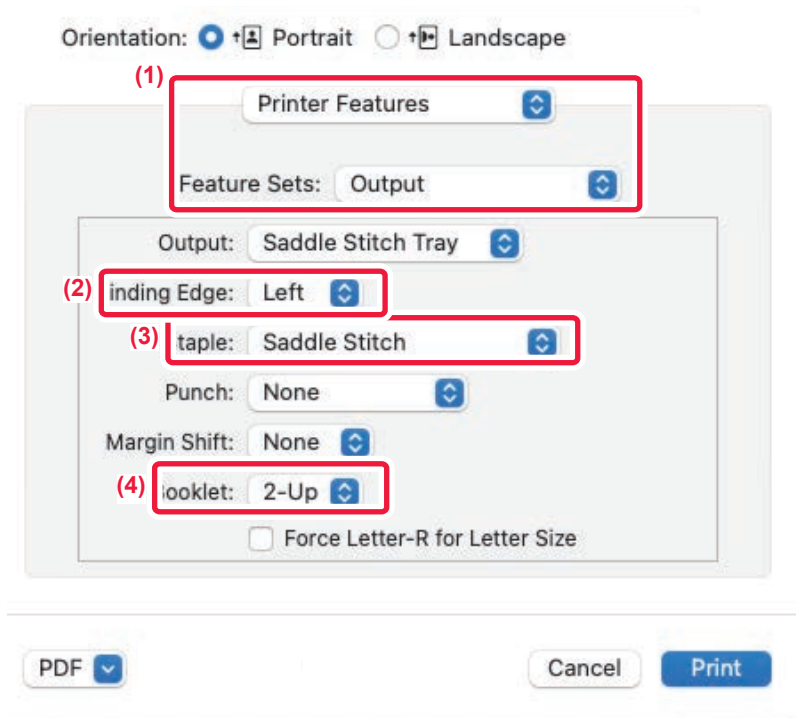 Orientation: Portrait Landscape
(1)
Printer Features
Feature Sets: Output
Output: Saddle Stitch Tray
(2) inding Edge: Left
(3) taple: Saddle Stitch
Punch: None
Margin Shift: None
(4) ooklet: 2-Up
Force Letter-R for Letter Size
PDF Cancel Print